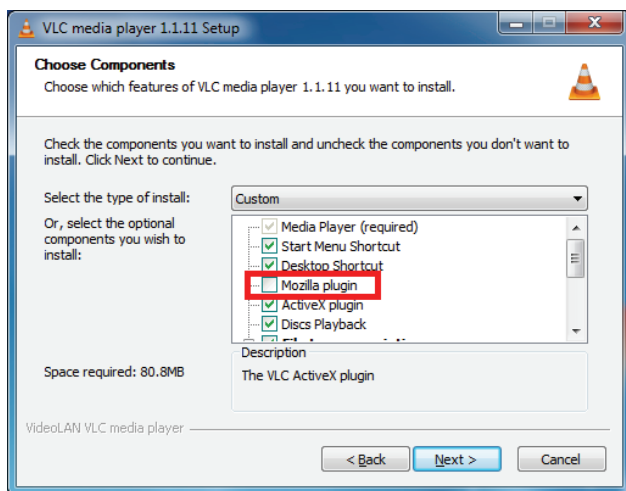 VLC media player 1.1.11 Setup
Choose Components
Choose which features of VLC media player 1.1.11 you want to install.
Check the components you want to install and uncheck the components you don't want to
install. Click Next to continue.
Select the type of install:
Custom
Or, select the optional
components you wish to
install:
Media Player (required)
Start Menu Shortcut
Desktop Shortcut
Mozilla plugin
ActiveX plugin
Discs Playback
Space required: 80.8MB
Description
The VLC ActiveX plugin
VideoLAN VLC media player
< Back
Next >
Cancel